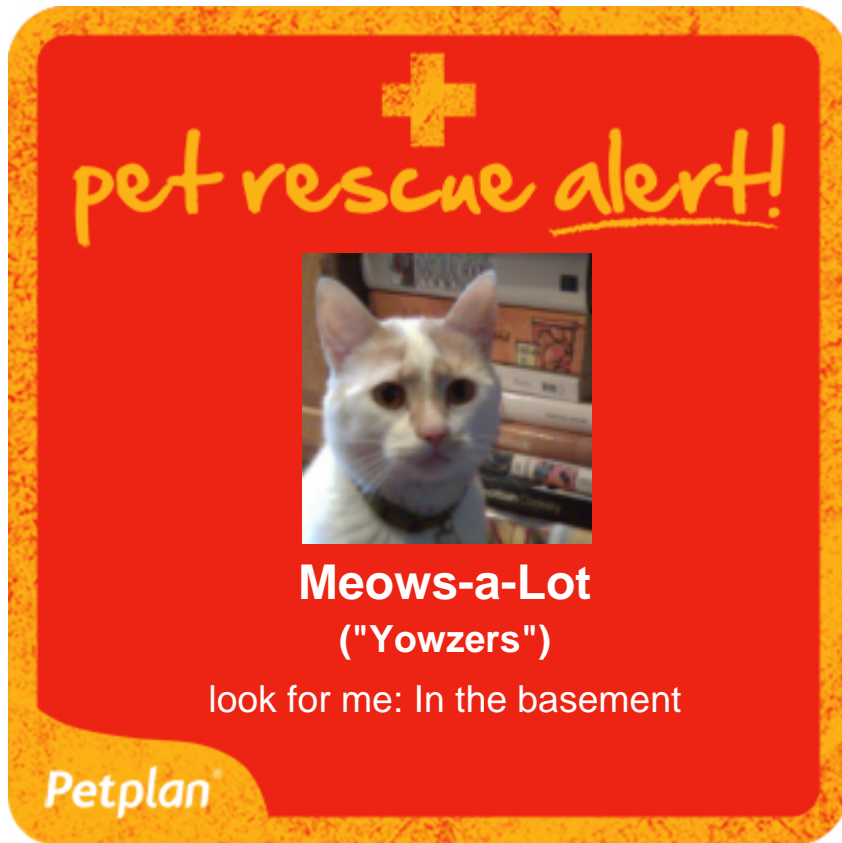 pet rescue alert!
Meows-a-Lot
("Yowzers")
look for me: In the basement
Petplan®